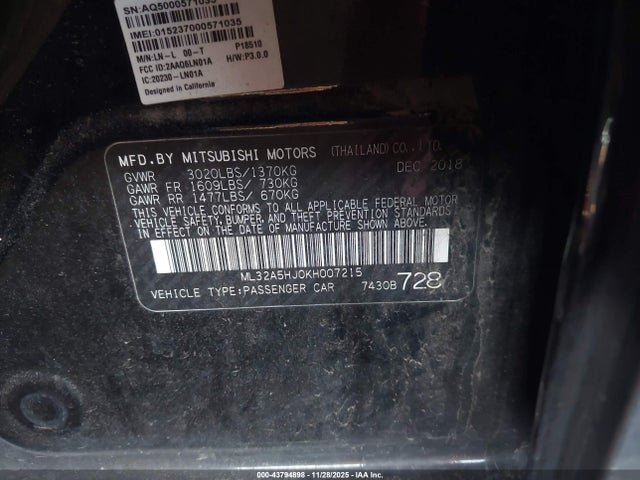 SN:AQ5000571035
IMEI:015237000571035
M/N:LN-L 00-T P18510
FCC ID:2AAQ6LN01A H/W:P3.0.0
IC:20230-LN01A
Designed in California
MFD.BY MITSUBISHI MOTORS (THAILAND) CO.,LTD.
GVWR 3020LBS/1370KG DEC 2018
GAWR FR 1609LBS/ 730KG
GAWR RR 1477LBS/ 670KG
THIS VEHICLE CONFORMS TO ALL APPLICABLE FEDERAL MOTOR
VEHICLE SAFETY,BUMPER,AND THEFT PREVENTION STANDARDS
IN EFFECT ON THE DATE OF MANUFACTURE SHOWN ABOVE.
ML32A5HJ0KH007215
VEHICLE TYPE:PASSENGER CAR 7430B 728
000-43794898 - 11/28/2025 - IAA Inc.